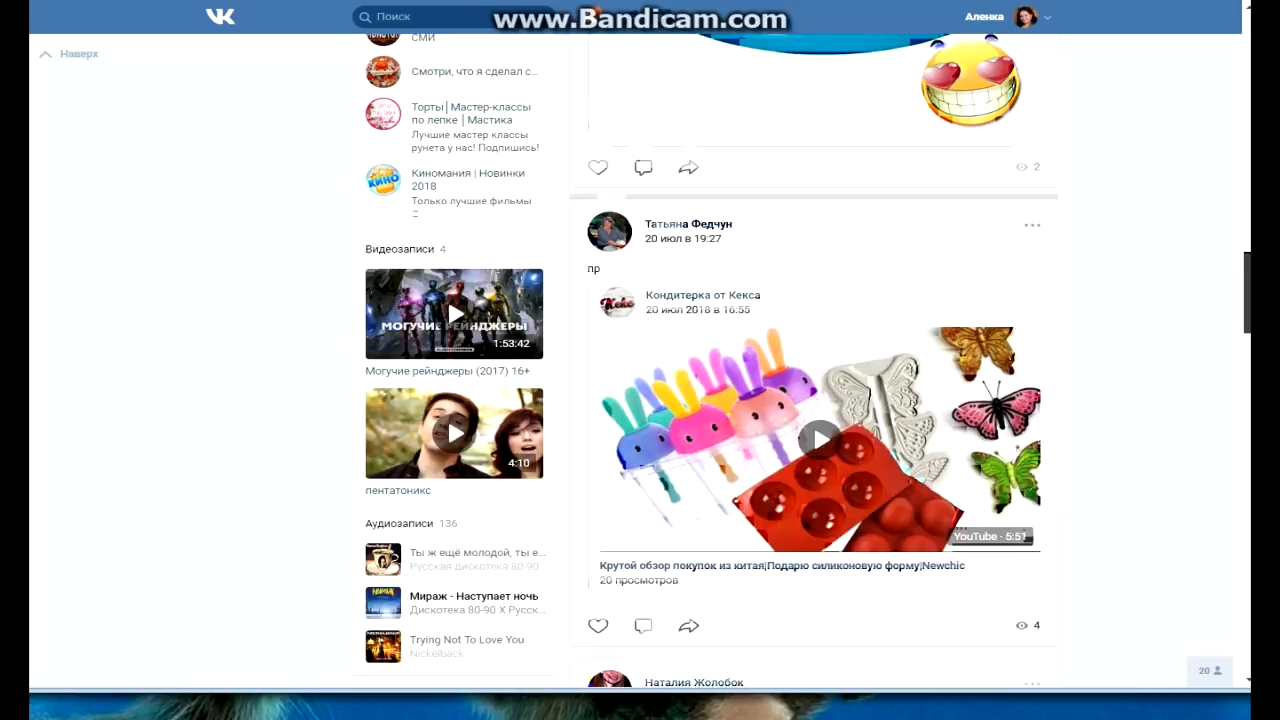 Поиск
www.Bandicam.com
Аленка
Наверх
СМИ
Смотри, что я сделал с...
Торты | Мастер-классы
по лепке | Мастика
Лучшие мастер классы
рунета у нас! Подпишись!
КИНО
Киномания | Новинки
2018
Только лучшие фильмы
Видеозаписи 4
МОГУЧИЕ РЕЙНДЖЕРЫ
1:53:42
Могучие рейнджеры (2017) 16+
4:10
пентатоникс
Аудиозаписи 136
Ты ж ещё молодой, ты е...
Русская дискотека 80-90...
Мираж - Наступает ночь
Дискотека 80-90 X Русск...
Trying Not To Love You
Nickelback
2
Татьяна Федчун
20 июл в 19:27
пр
Кекс
Кондитерка от Кекса
20 июл 2018 в 16:55
YouTube - 5:51
Крутой обзор покупок из китая|Подарю силиконовую форму|Newchic
20 просмотров
4
Наталия Жолобок
20